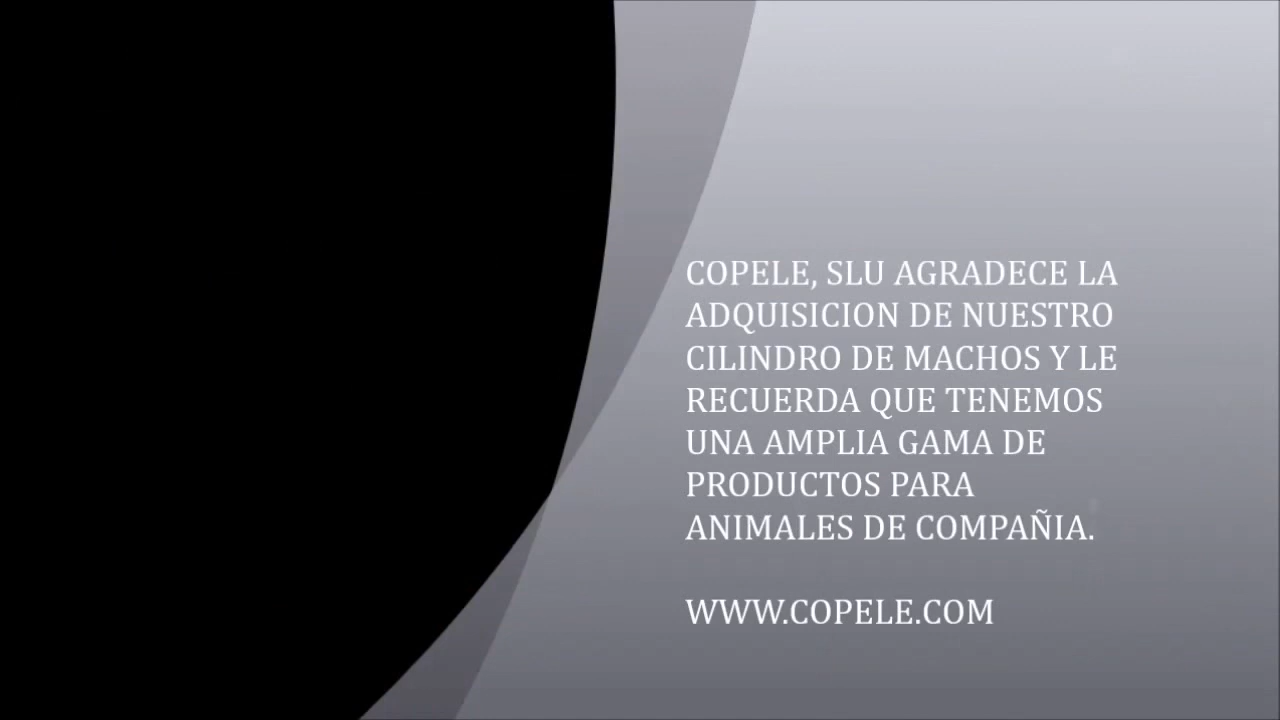 COPELE, SLU AGRADECE LA
ADQUISICION DE NUESTRO
CILINDRO DE MACHOS Y LE
RECUERDA QUE TENEMOS
UNA AMPLIA GAMA DE
PRODUCTOS PARA
ANIMALES DE COMPAÑIA.
WWW.COPELE.COM